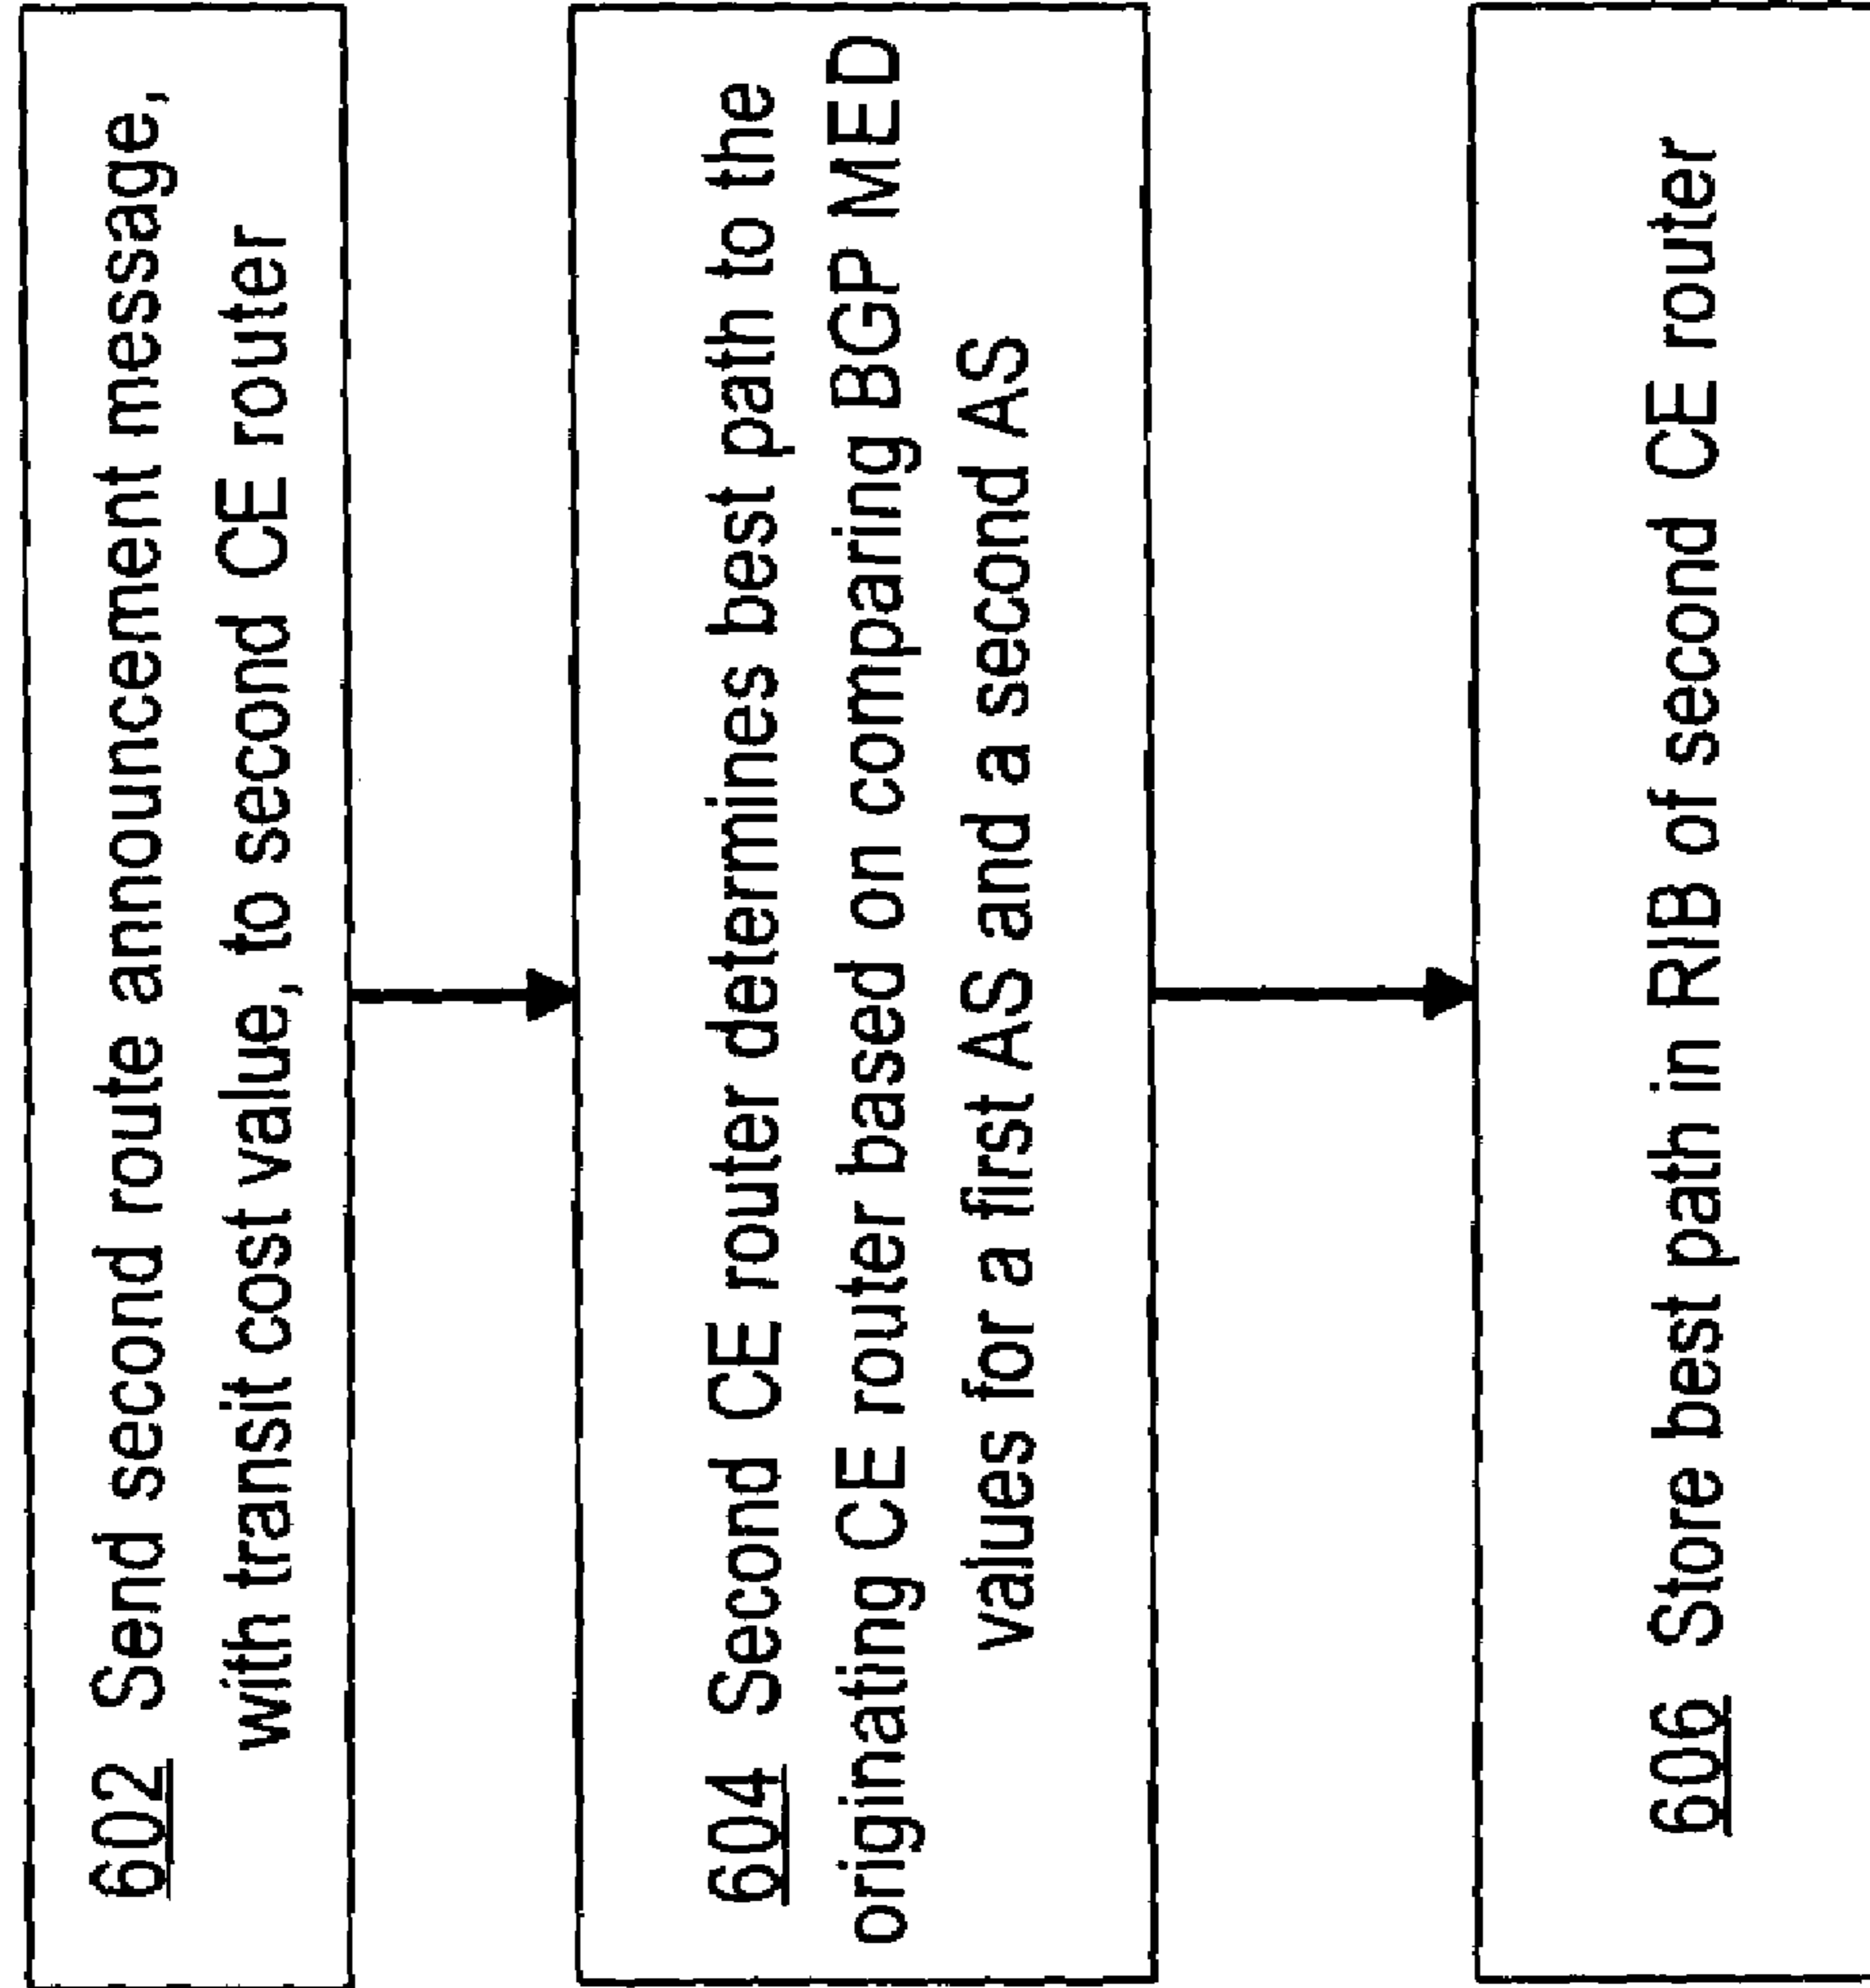 602 Send second route announcement message,
with transit cost value, to second CE router
604 Second CE router determines best path to the
originating CE router based on comparing BGP MED
values for a first AS and a second AS
606 Store best path in RIB of second CE router